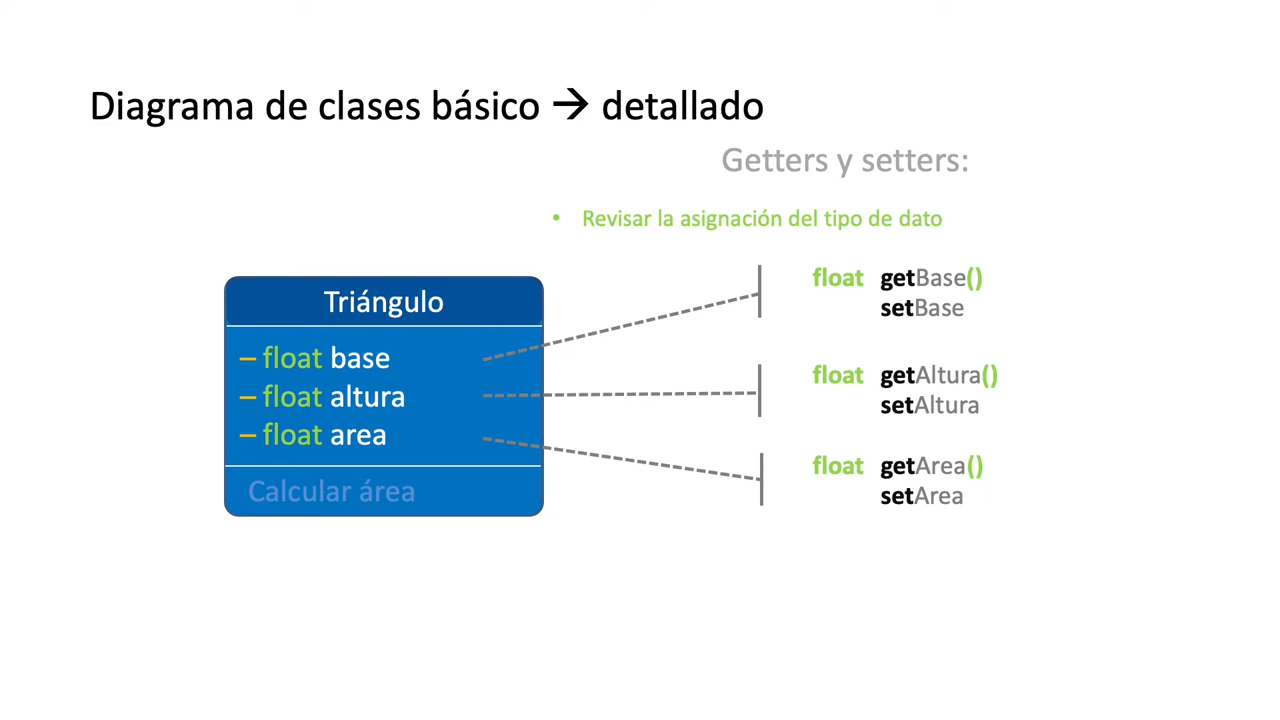 Diagrama de clases básico → detallado
Getters y setters:
• Revisar la asignación del tipo de dato
Triángulo
– float base
– float altura
– float area
Calcular área
float getBase()
setBase
float getAltura()
setAltura
float getArea()
setArea